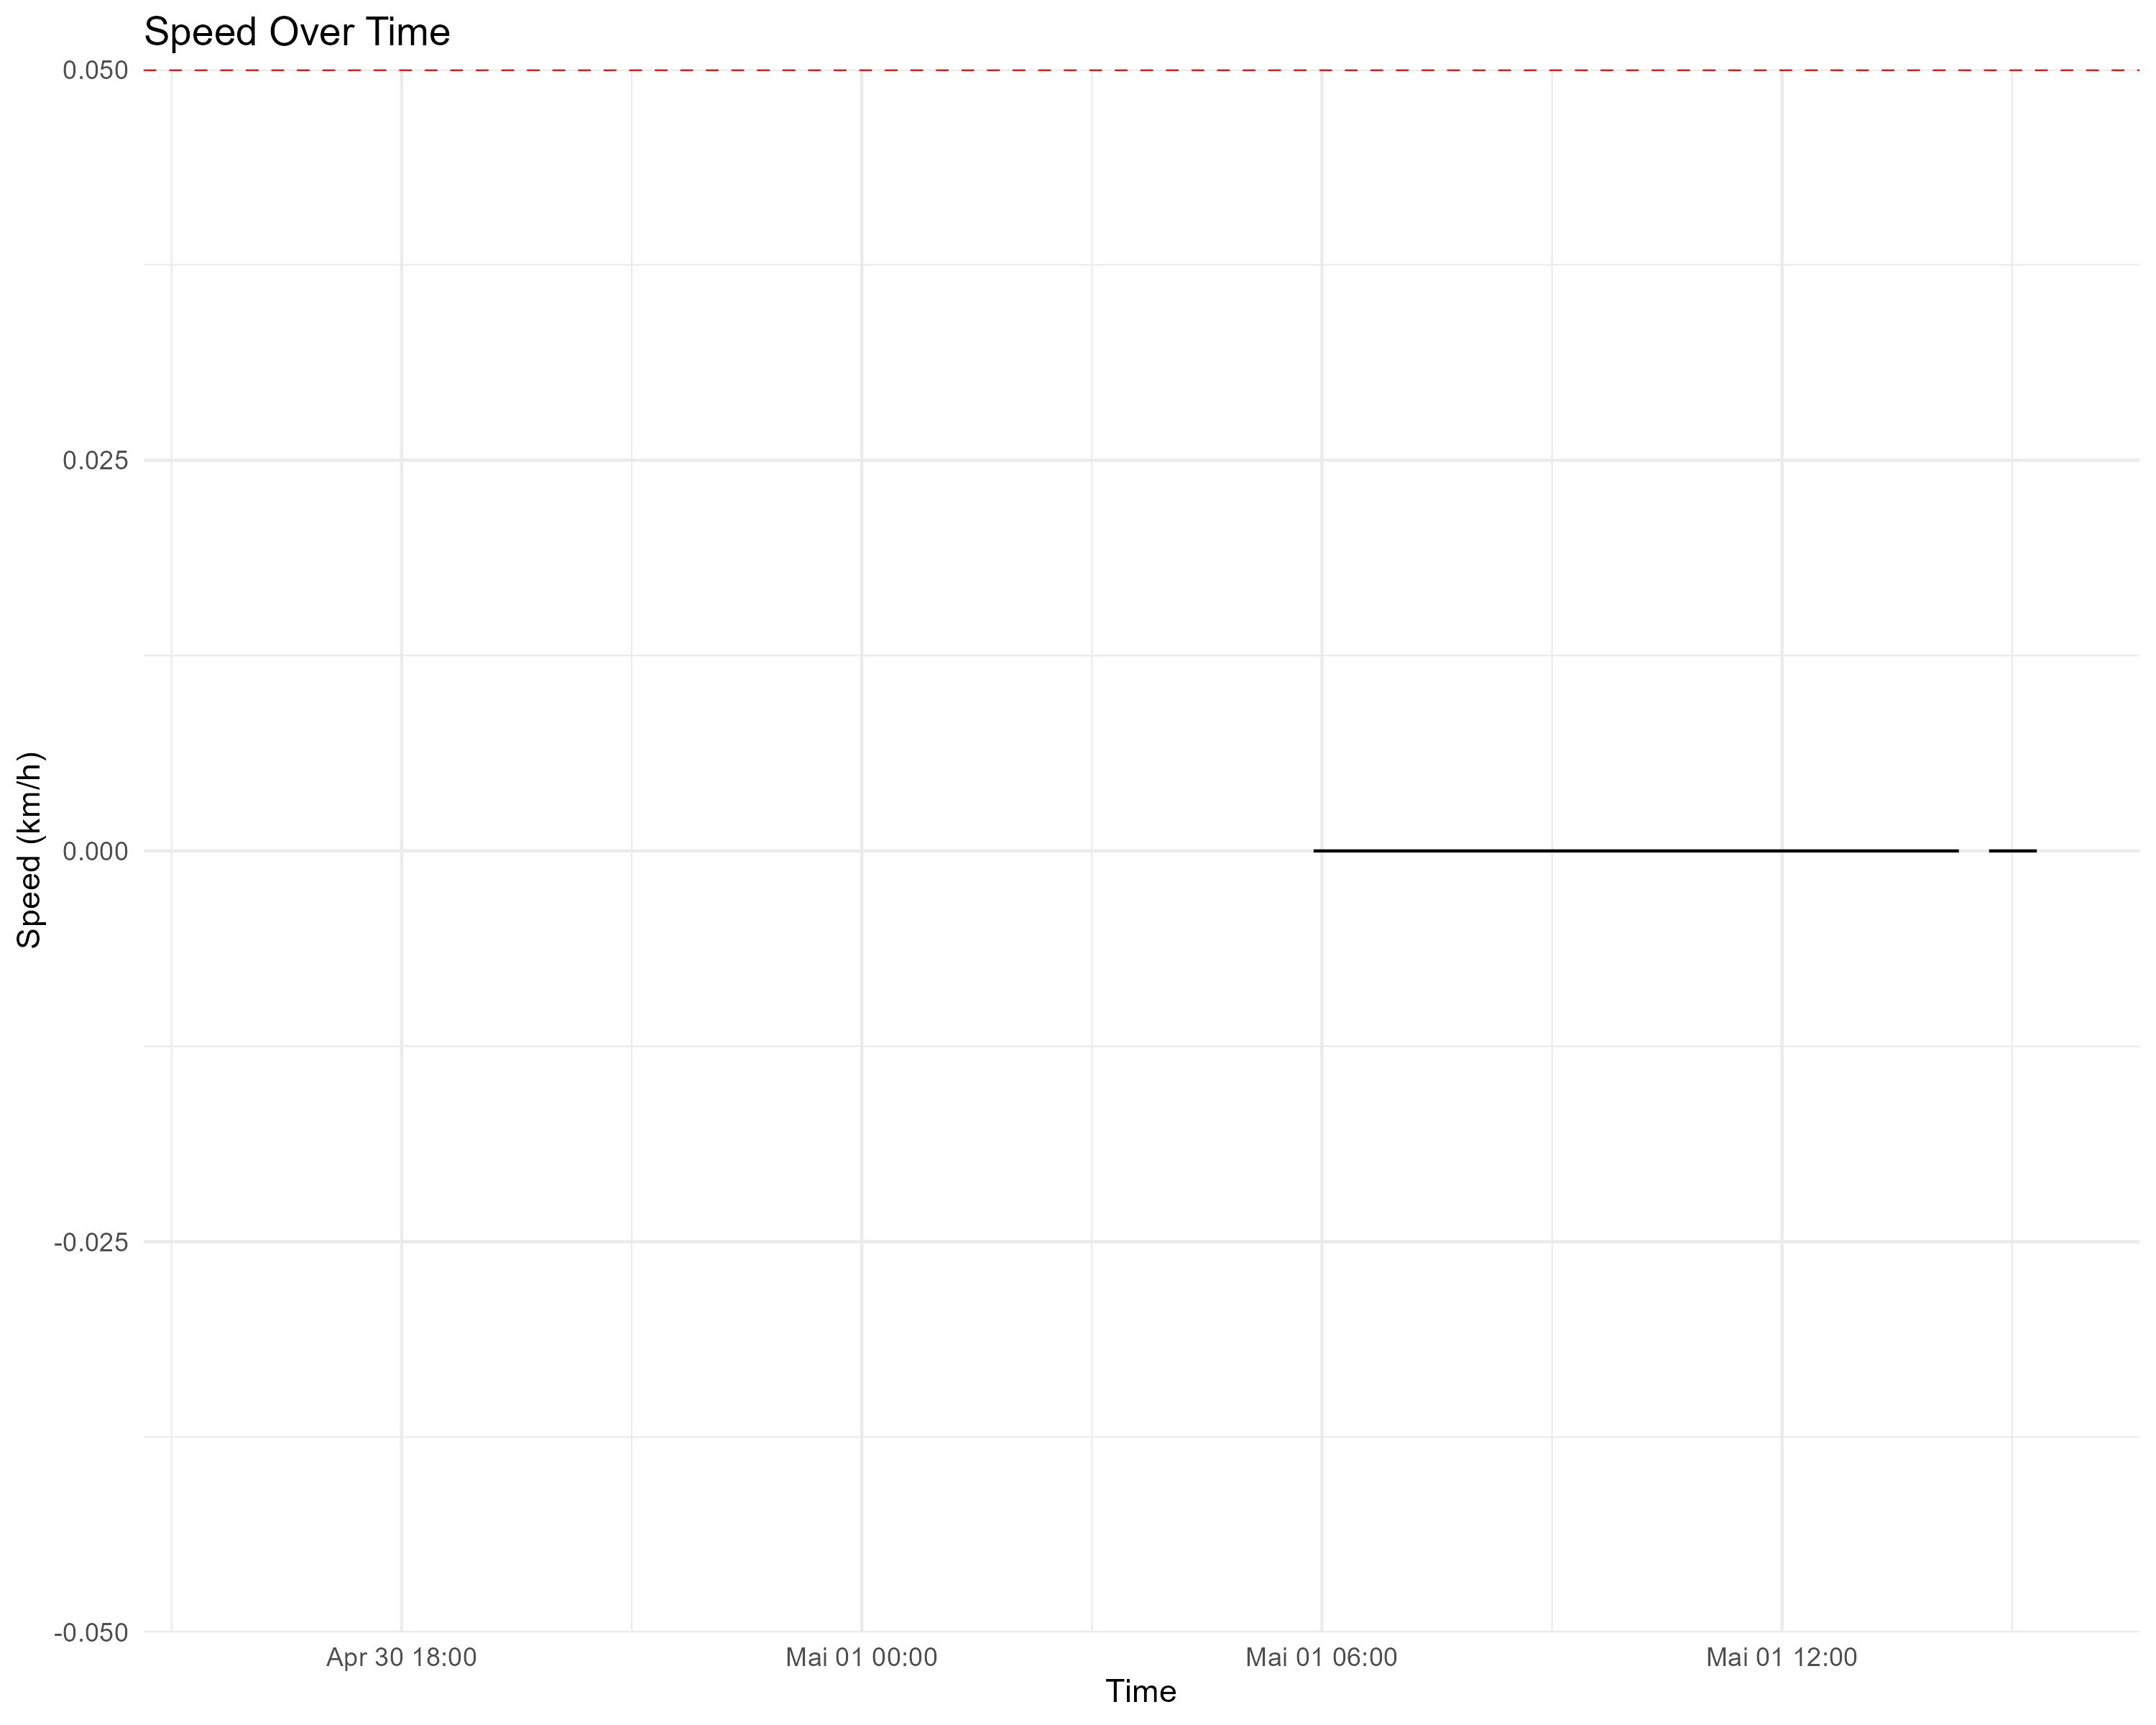 Speed Over Time
0.050
0.025
0.000
-0.025
-0.050
Speed (km/h)
Apr 30 18:00
Mai 01 00:00
Mai 01 06:00
Mai 01 12:00
Time